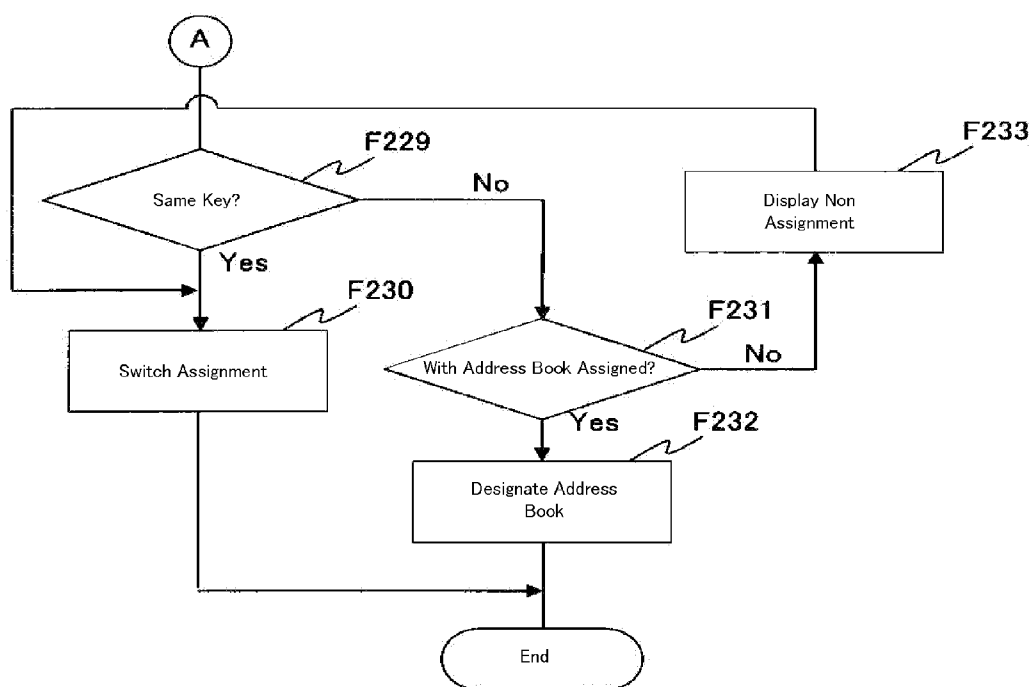 A
F229
Same Key?
No
Yes
F233
Display Non
Assignment
F230
Switch Assignment
F231
With Address Book Assigned?
No
Yes
F232
Designate Address
Book
End